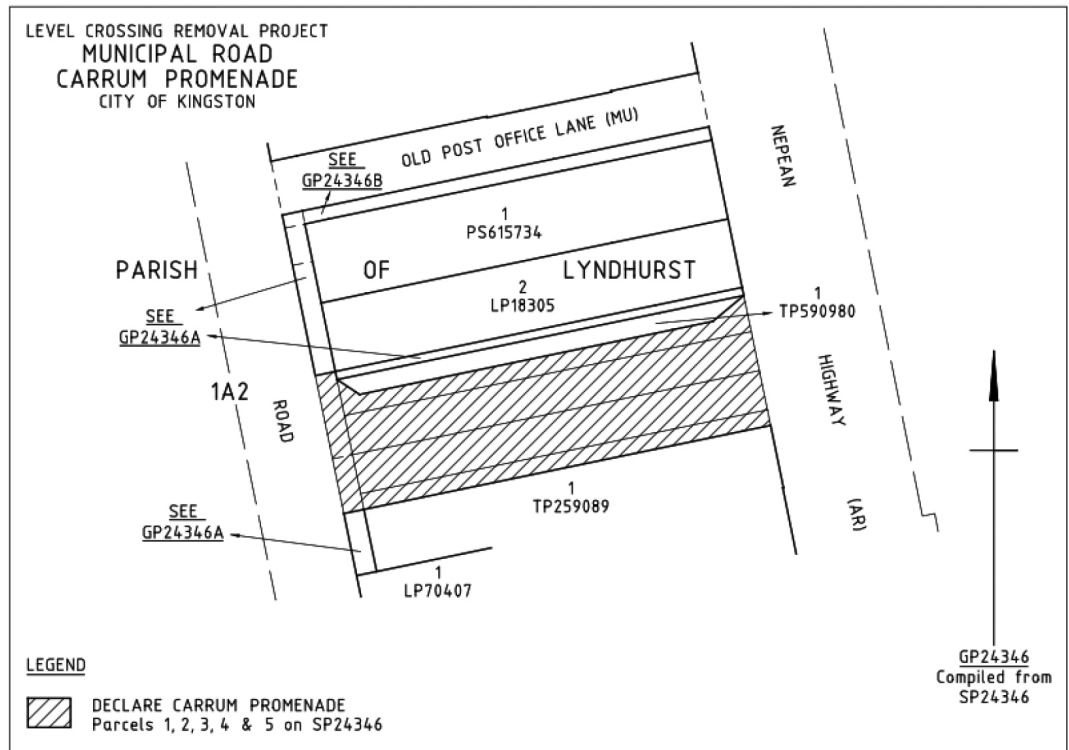 LEVEL CROSSING REMOVAL PROJECT
MUNICIPAL ROAD
CARRUM PROMENADE
CITY OF KINGSTON
OLD POST OFFICE LANE (MU)
NEPEAN
SEE
GP24346B
1
PS615734
PARISH
OF
LYNDHURST
2
LP18305
1
TP590980
SEE
GP24346A
1A2
ROAD
HIGHWAY
(AR)
1
TP259089
SEE
GP24346A
1
LP70407
LEGEND
DECLARE CARRUM PROMENADE
Parcels 1, 2, 3, 4 & 5 on SP24346
GP24346
Compiled from
SP24346